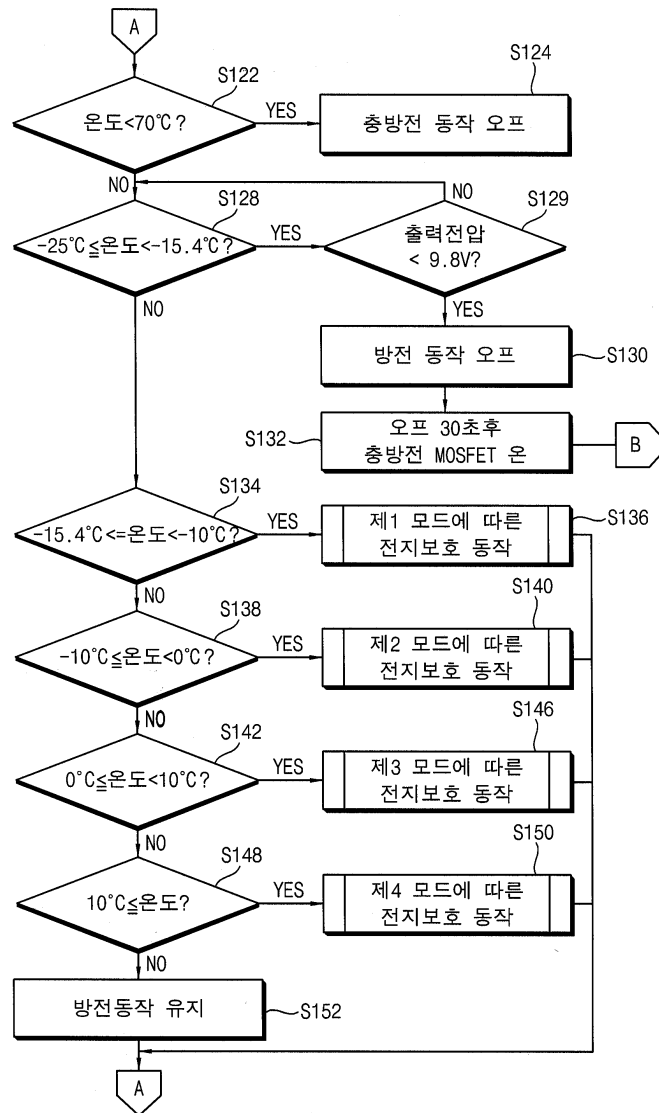 A
S122
온도<70℃?
YES
S124
충방전 동작 오프
NO
NO
S128
-25℃≦온도<-15.4℃?
YES
S129
출력전압
< 9.8V?
NO
YES
방전 동작 오프
S130
S132
오프 30초후
충방전 MOSFET 온
B
S134
-15.4℃<=온도<-10℃?
YES
제1 모드에 따른
전지보호 동작
S136
NO
S138
-10℃≦온도<0℃?
YES
S140
제2 모드에 따른
전지보호 동작
NO
S142
0℃≦온도<10℃?
YES
S146
제3 모드에 따른
전지보호 동작
NO
S148
10℃≦온도?
YES
S150
제4 모드에 따른
전지보호 동작
NO
방전동작 유지
S152
A